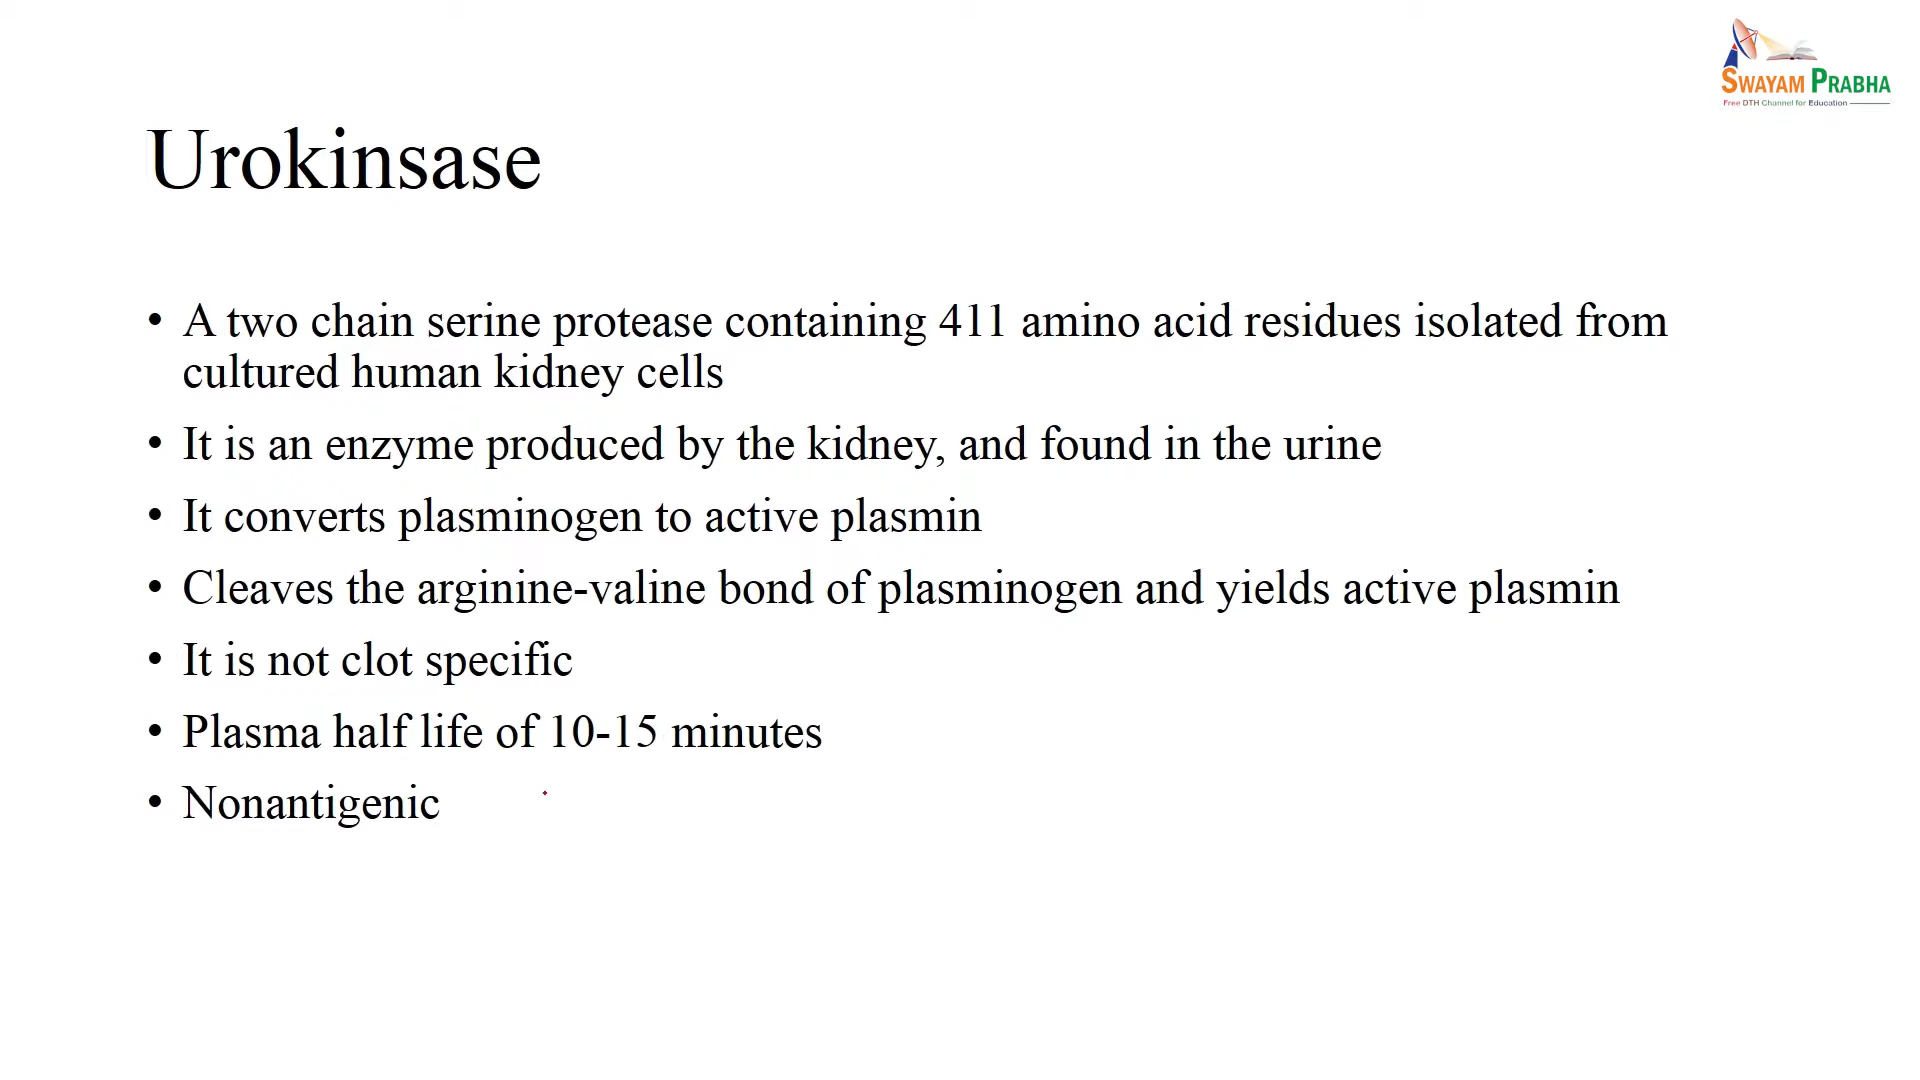 SWAYAM PRABHA
Free DTH Channel for Education
Urokinsase
• A two chain serine protease containing 411 amino acid residues isolated from
cultured human kidney cells
• It is an enzyme produced by the kidney, and found in the urine
• It converts plasminogen to active plasmin
• Cleaves the arginine-valine bond of plasminogen and yields active plasmin
• It is not clot specific
• Plasma half life of 10-15 minutes
• Nonantigenic